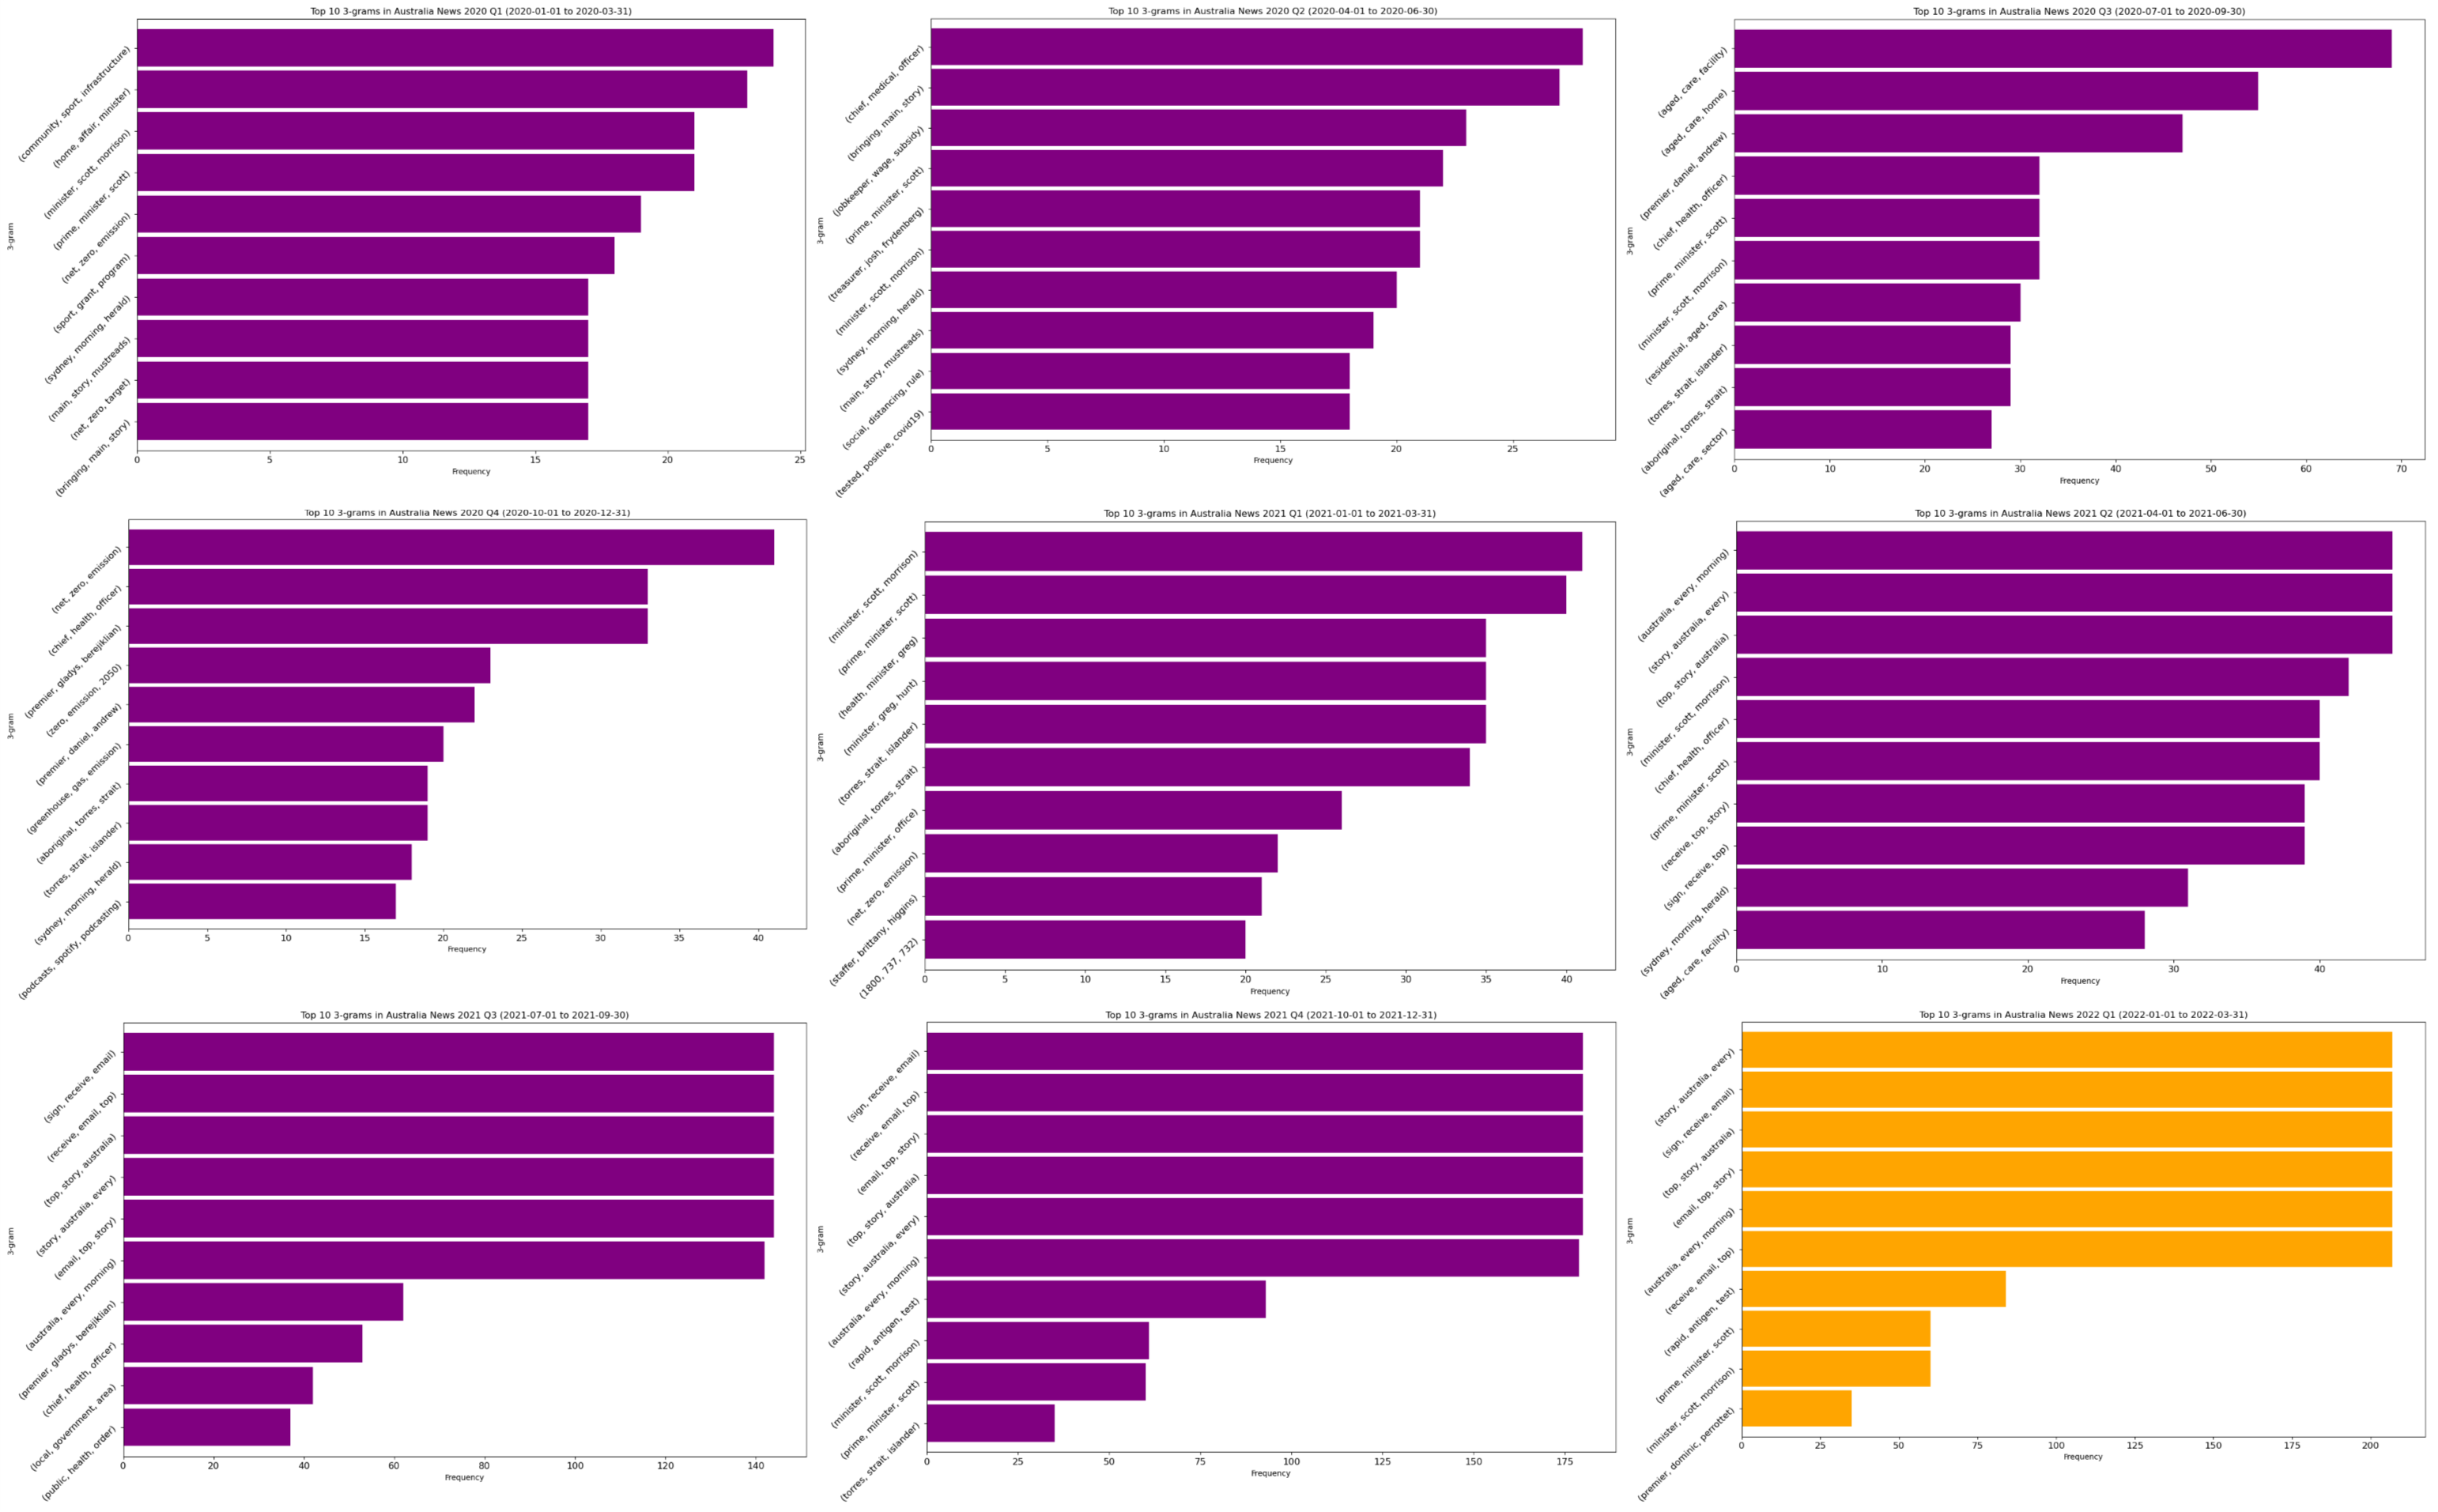 Top 10 3-grams in Australia News 2020 Q1 (2020-01-01 to 2020-03-31)
3-gram
(community, sport, infrastructure)
(home, affair, minister)
(minister, scott, morrison)
(prime, minister, scott)
(net, zero, emission)
(sport, grant, program)
(sydney, morning, herald)
(main, story, mustreads)
(net, zero, target)
(bringing, main, story)
0 5 10 15 20 25
Frequency
Top 10 3-grams in Australia News 2020 Q2 (2020-04-01 to 2020-06-30)
3-gram
(chief, medical, officer)
(bringing, main, story)
(jobkeeper, wage, subsidy)
(prime, minister, scott)
(treasurer, josh, frydenberg)
(minister, scott, morrison)
(sydney, morning, herald)
(main, story, mustreads)
(social, distancing, rule)
(tested, positive, covid19)
0 5 10 15 20 25
Frequency
Top 10 3-grams in Australia News 2020 Q3 (2020-07-01 to 2020-09-30)
3-gram
(aged, care, facility)
(aged, care, home)
(premier, daniel, andrew)
(chief, health, officer)
(prime, minister, scott)
(minister, scott, morrison)
(residential, aged, care)
(torres, strait, islander)
(aboriginal, torres, strait)
(aged, care, sector)
0 10 20 30 40 50 60 70
Frequency
Top 10 3-grams in Australia News 2020 Q4 (2020-10-01 to 2020-12-31)
3-gram
(net, zero, emission)
(chief, health, officer)
(premier, gladys, berejiklian)
(zero, emission, 2050)
(premier, daniel, andrew)
(greenhouse, gas, emission)
(aboriginal, torres, strait)
(torres, strait, islander)
(sydney, morning, herald)
(podcasts, spotify, podcasting)
0 5 10 15 20 25 30 35 40
Frequency
Top 10 3-grams in Australia News 2021 Q1 (2021-01-01 to 2021-03-31)
3-gram
(minister, scott, morrison)
(prime, minister, scott)
(health, minister, greg)
(minister, greg, hunt)
(torres, strait, islander)
(aboriginal, torres, strait)
(prime, minister, office)
(net, zero, emission)
(staffer, brittany, higgins)
(1800, 737, 732)
0 5 10 15 20 25 30 35 40
Frequency
Top 10 3-grams in Australia News 2021 Q2 (2021-04-01 to 2021-06-30)
3-gram
(australia, every, morning)
(story, australia, every)
(top, story, australia)
(minister, scott, morrison)
(chief, health, officer)
(prime, minister, scott)
(receive, top, story)
(sign, receive, top)
(sydney, morning, herald)
(aged, care, facility)
0 10 20 30 40
Frequency
Top 10 3-grams in Australia News 2021 Q3 (2021-07-01 to 2021-09-30)
3-gram
(sign, receive, email)
(receive, email, top)
(top, story, australia)
(story, australia, every)
(email, top, story)
(australia, every, morning)
(premier, gladys, berejiklian)
(chief, health, officer)
(local, government, area)
(public, health, order)
0 20 40 60 80 100 120 140
Frequency
Top 10 3-grams in Australia News 2021 Q4 (2021-10-01 to 2021-12-31)
3-gram
(sign, receive, email)
(receive, email, top)
(email, top, story)
(top, story, australia)
(story, australia, every)
(australia, every, morning)
(rapid, antigen, test)
(minister, scott, morrison)
(prime, minister, scott)
(torres, strait, islander)
0 25 50 75 100 125 150 175
Frequency
Top 10 3-grams in Australia News 2022 Q1 (2022-01-01 to 2022-03-31)
3-gram
(story, australia, every)
(sign, receive, email)
(top, story, australia)
(email, top, story)
(australia, every, morning)
(receive, email, top)
(rapid, antigen, test)
(prime, minister, scott)
(minister, scott, morrison)
(premier, dominic, perrottet)
0 25 50 75 100 125 150 175 200
Frequency